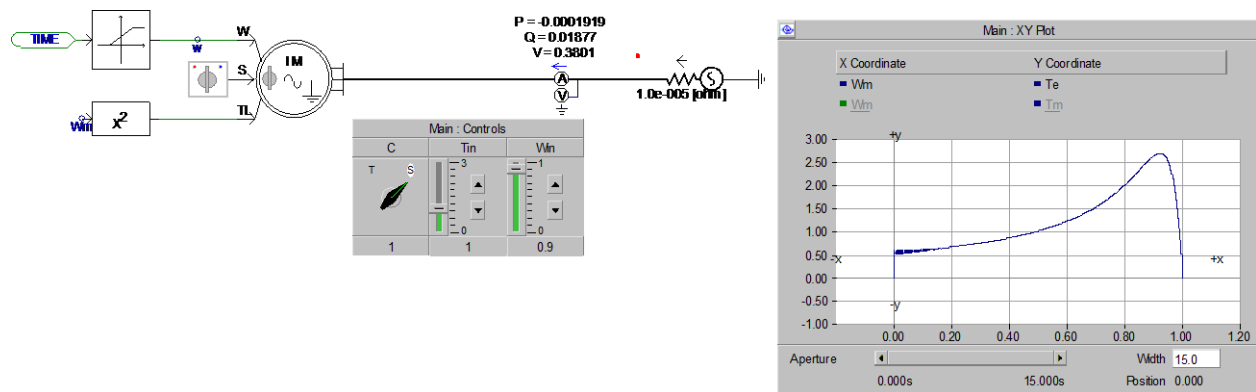 TIME
w
W
S
TL
IM
Wm
x²
P = -0.0001919
Q = 0.01877
V = 0.3801
A
V
1.0e-005 [ohm]
S
Main : Controls
C Tin Win
T S
3
0
1
0
1 1 0.9
Main : XY Plot
X Coordinate Y Coordinate
Wm Te
Wm Tm
+y
3.00
2.50
2.00
1.50
1.00
0.50
0.00
-0.50
-1.00
-x +x
-y
0.00 0.20 0.40 0.60 0.80 1.00 1.20
Aperture Width 15.0
0.000s 15.000s Position 0.000